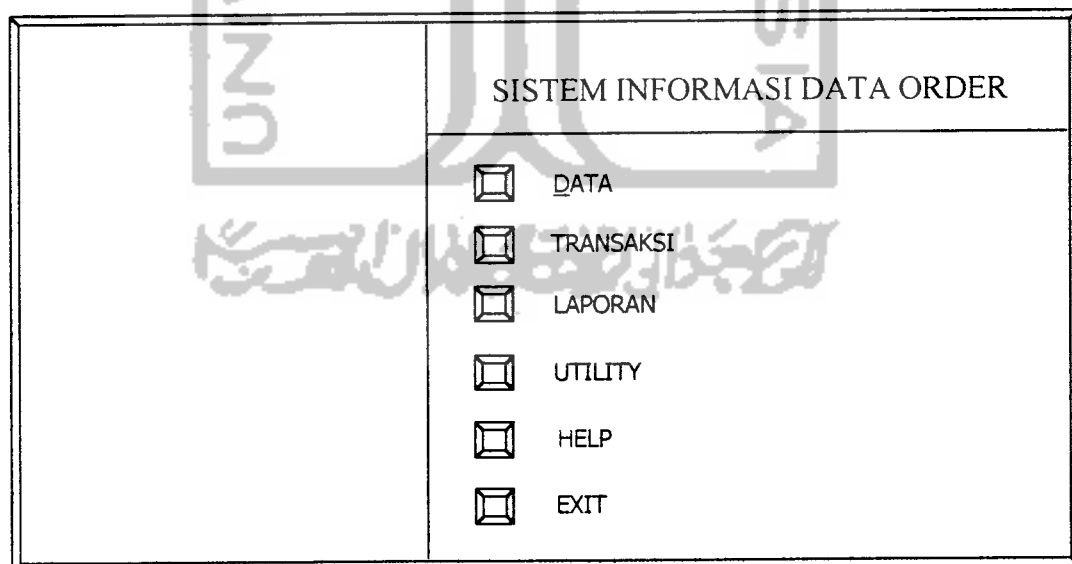 SISTEM INFORMASI DATA ORDER
DATA
TRANSAKSI
LAPORAN
UTILITY
HELP
EXIT